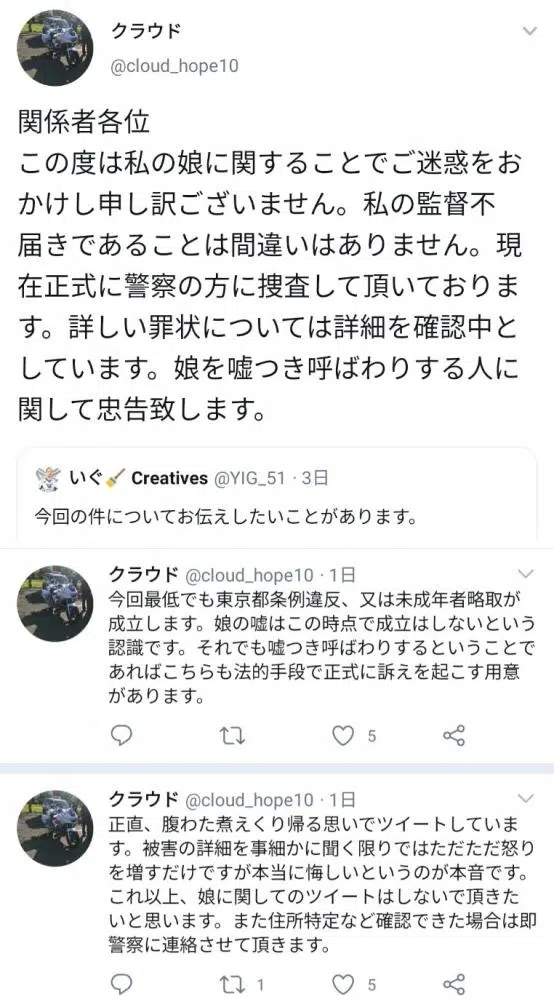 クラウド
@cloud_hope10
関係者各位
この度は私の娘に関することでご迷惑をお
かけし申し訳ございません。私の監督不
届きであることは間違いはありません。現
在正式に警察の方に捜査して頂いておりま
す。詳しい罪状については詳細を確認中と
しています。娘を嘘つき呼ばわりする人に
関して忠告致します。
いぐ🖌️ Creatives @YIG_51 · 3日
今回の件についてお伝えしたいことがあります。
クラウド @cloud_hope10 · 1日
今回最低でも東京都条例違反、又は未成年者略取が
成立します。娘の嘘はこの時点で成立はしないという
認識です。それでも嘘つき呼ばわりするということで
あればこちらも法的手段で正式に訴えを起こす用意
があります。
5
クラウド @cloud_hope10 · 1日
正直、腹わた煮えくり帰る思いでツイートしていま
す。被害の詳細を事細かに聞く限りではただただ怒り
を増すだけですが本当に悔しいというのが本音です。
これ以上、娘に関してのツイートはしないで頂きた
いと思います。また住所特定など確認できた場合は即
警察に連絡させて頂きます。
1 5